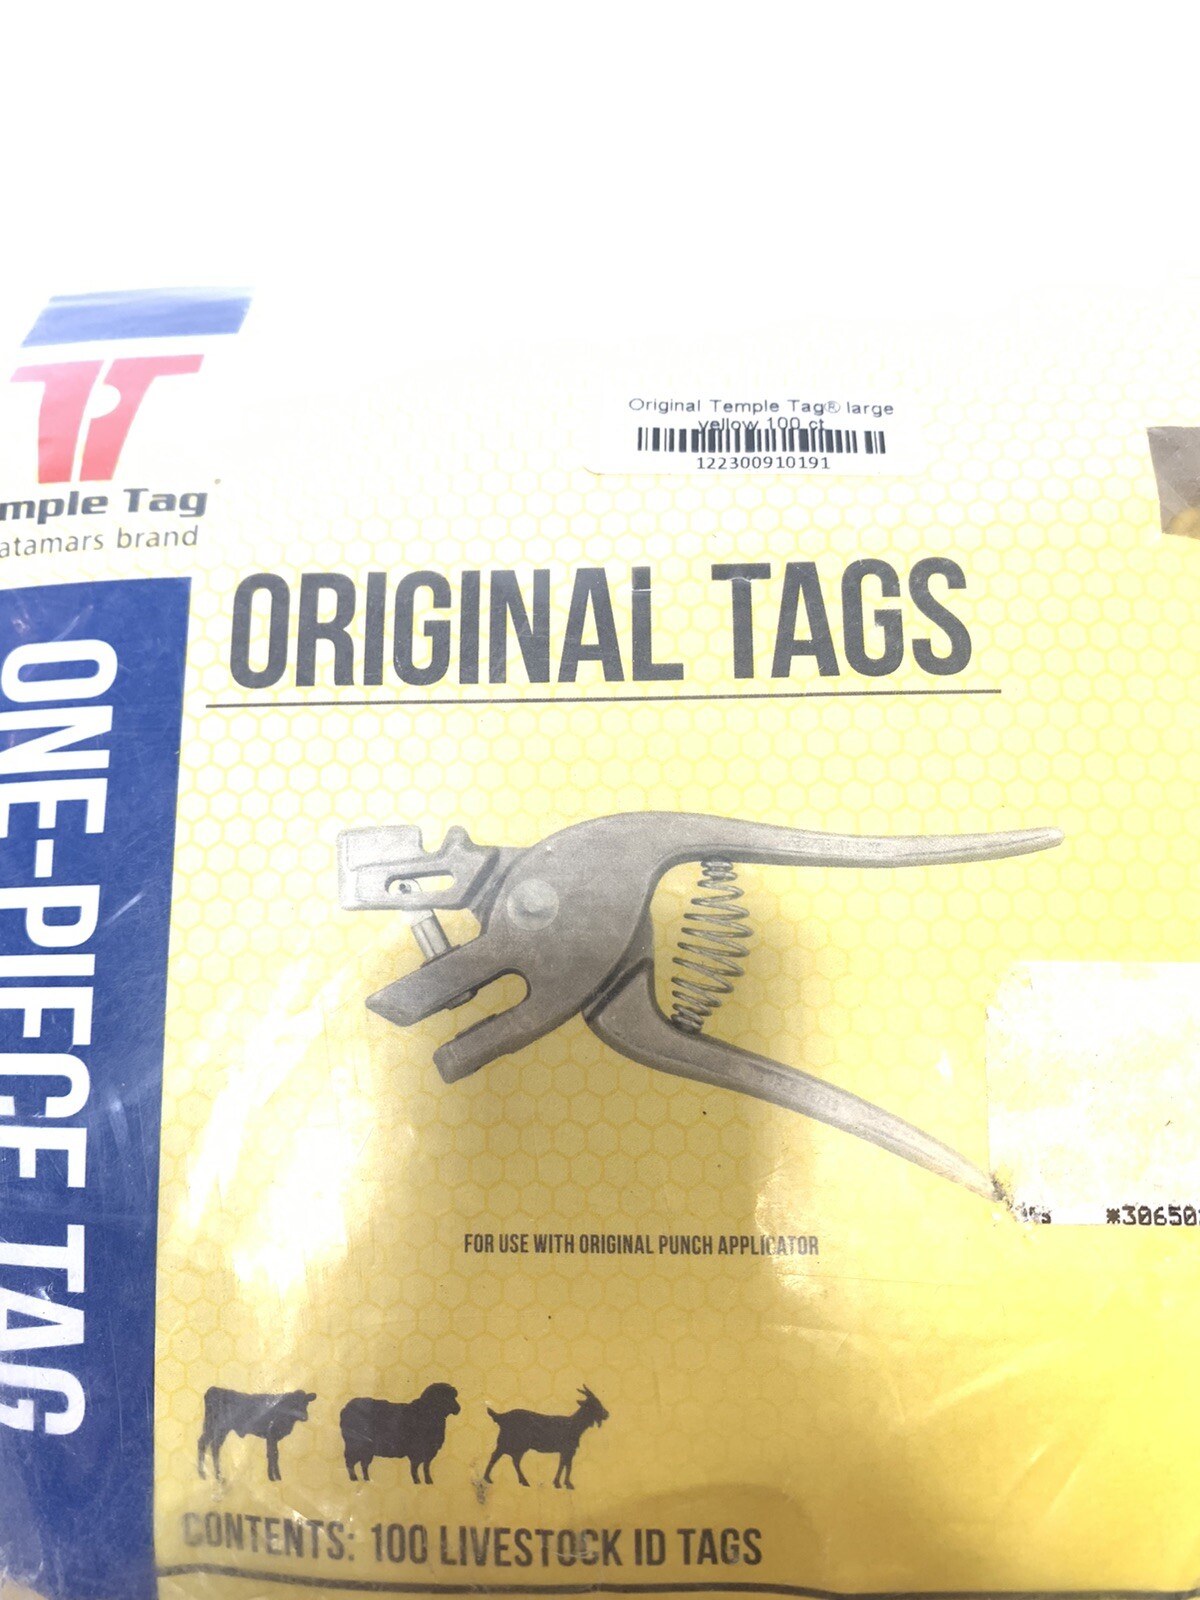 Original Temple Tag® large
yellow 100 ct
122300910191
mple Tag
atamars brand
ORIGINAL TAGS
ONE-PIECE TAG
*30650
FOR USE WITH ORIGINAL PUNCH APPLICATOR
CONTENTS: 100 LIVESTOCK ID TAGS